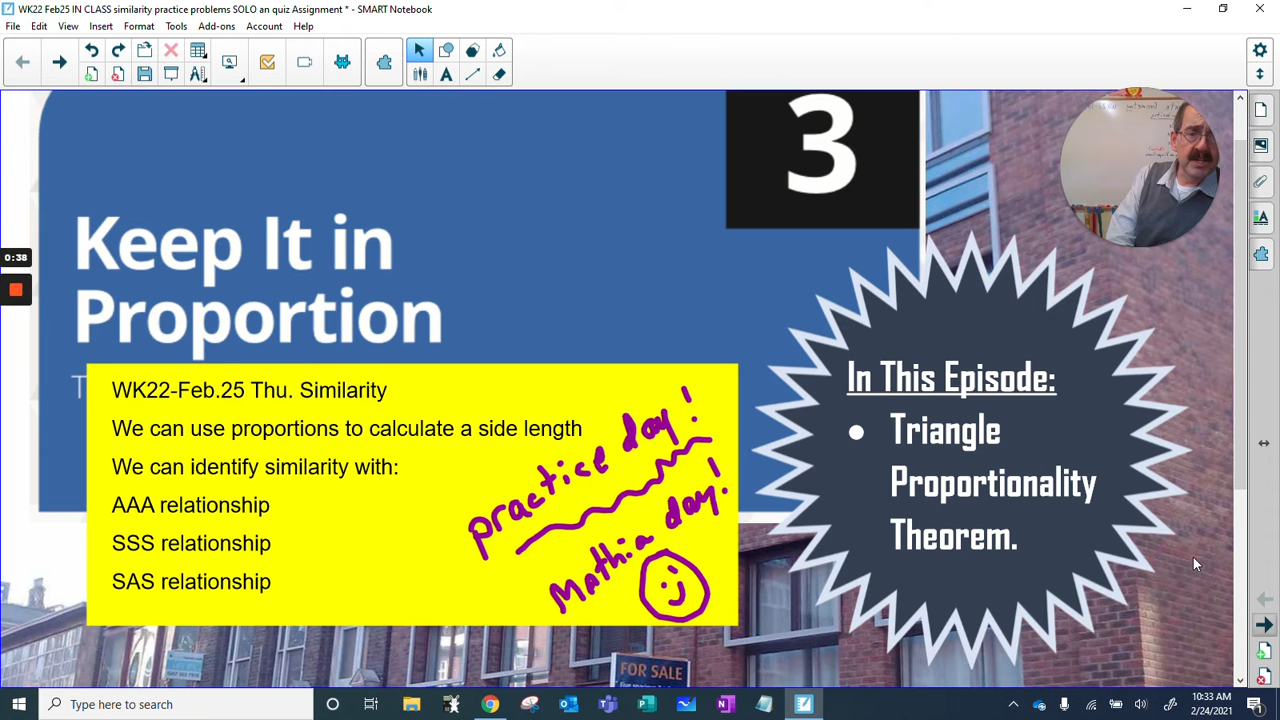 WK22 Feb25 IN CLASS similarity practice problems SOLO an quiz Assignment * - SMART Notebook
File Edit View Insert Format Tools Add-ons Account Help
3
Keep It in
Proportion
T
WK22-Feb.25 Thu. Similarity
We can use proportions to calculate a side length
We can identify similarity with:
AAA relationship
SSS relationship
SAS relationship
practice day!
Mathia day!
In This Episode:
• Triangle
Proportionality
Theorem.
0:38
FOR SALE
Type here to search
10:33 AM
2/24/2021